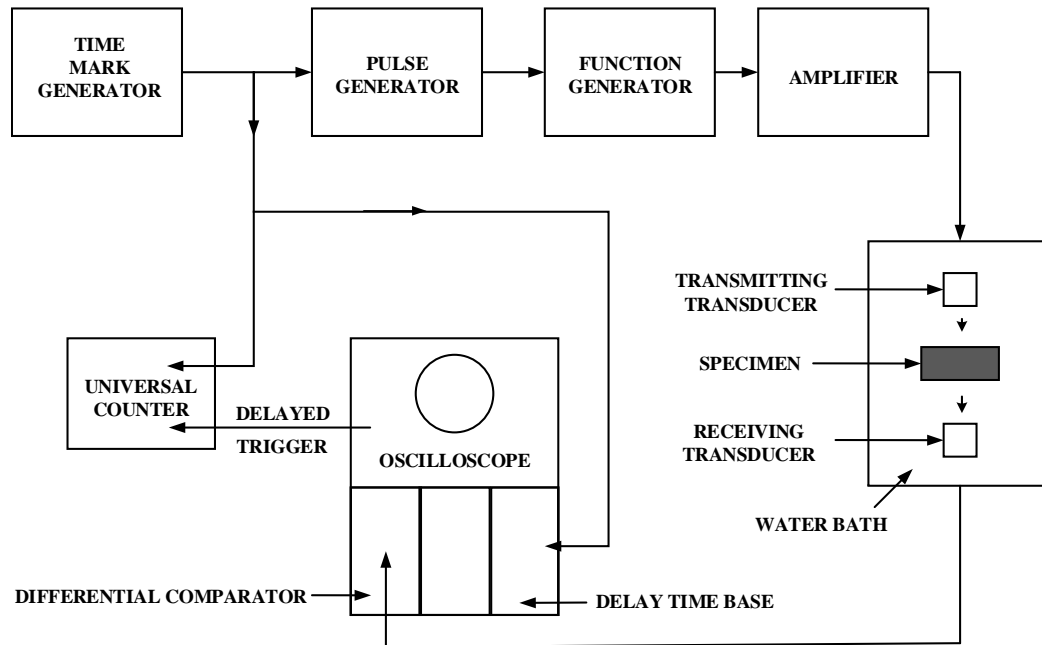 TIME
MARK
GENERATOR
PULSE
GENERATOR
FUNCTION
GENERATOR
AMPLIFIER
TRANSMITTING
TRANSDUCER
SPECIMEN
RECEIVING
TRANSDUCER
WATER BATH
UNIVERSAL
COUNTER
DELAYED
TRIGGER
OSCILLOSCOPE
DIFFERENTIAL COMPARATOR
DELAY TIME BASE